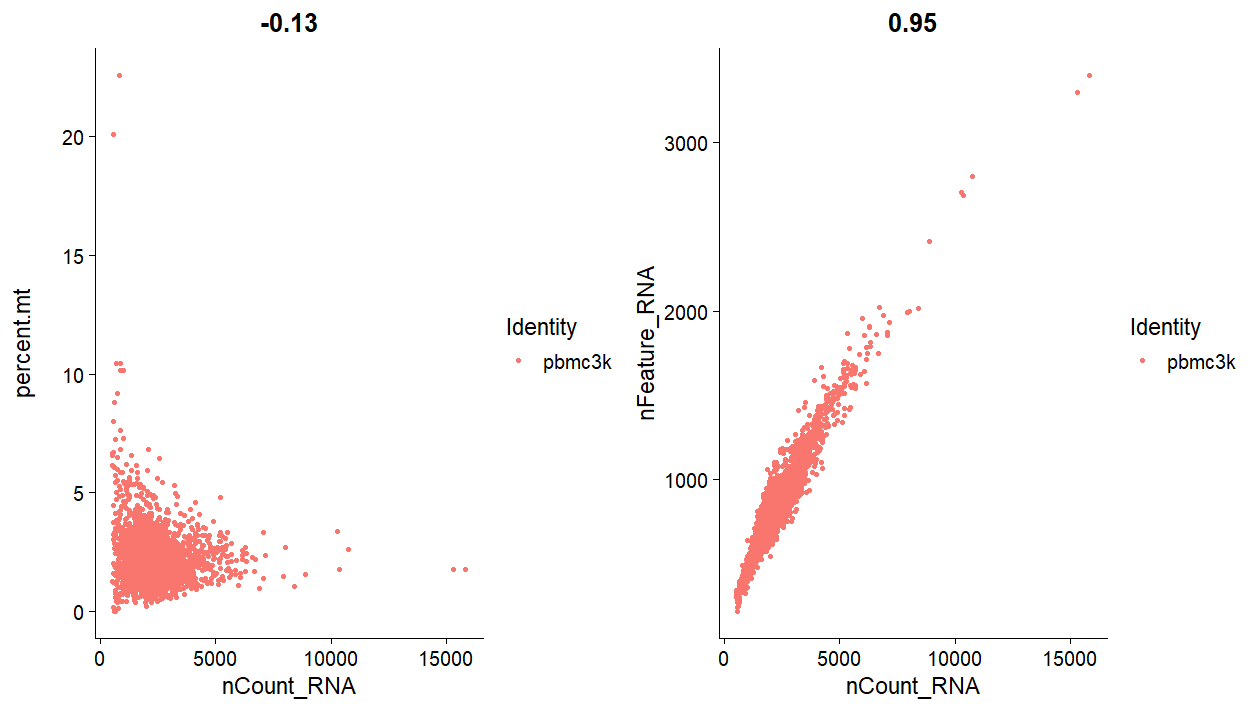 -0.13
percent.mt
20
15
10
5
0
0 5000 10000 15000
nCount_RNA
Identity
pbmc3k
0.95
nFeature_RNA
3000
2000
1000
0 5000 10000 15000
nCount_RNA
Identity
pbmc3k